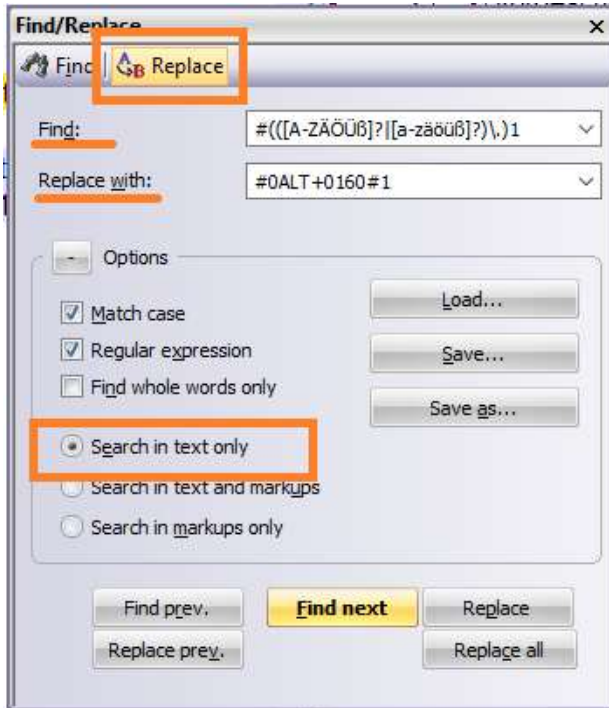 Find/Replace
Find Replace
Find: #(([A-ZÄÖÜß]?|[a-zäöüß]?)\.)1
Replace with: #0ALT+0160#1
- Options
Match case
Load...
Regular expression
Save...
Find whole words only
Save as...
Search in text only
Search in text and markups
Search in markups only
Find prev. Find next Replace
Replace prev. Replace all